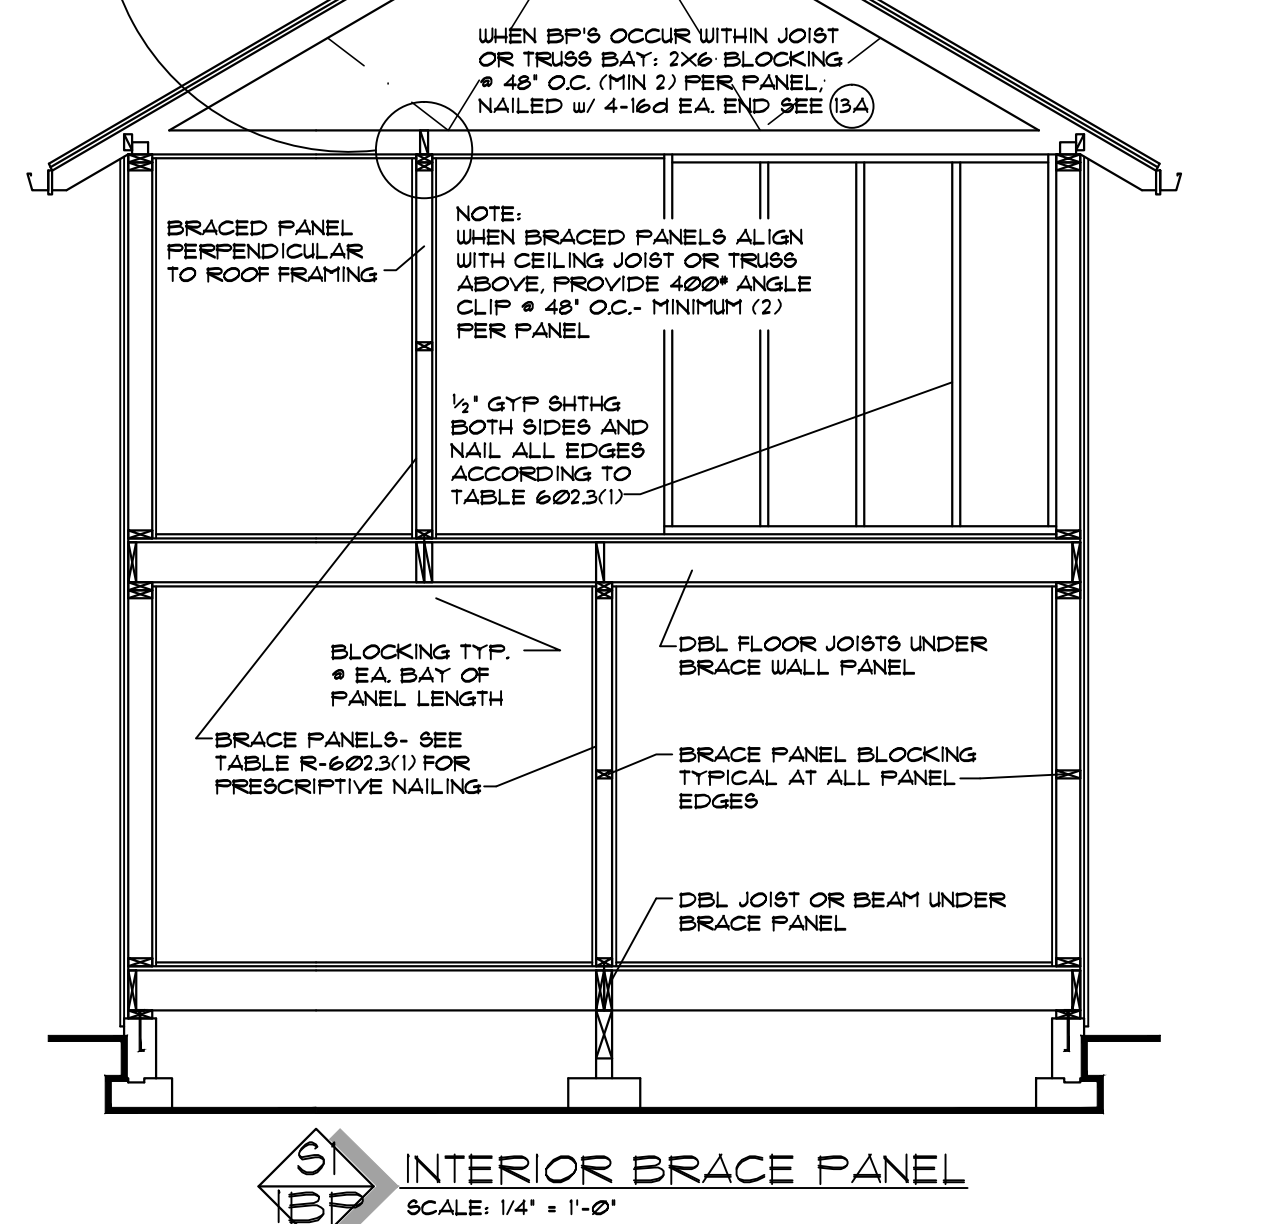 WHEN BP'S OCCUR WITHIN JOIST
OR TRUSS BAY: 2X6 BLOCKING
@ 48" O.C. (MIN 2) PER PANEL,
NAILED w/ 4-16d EA. END SEE 13A
BRACED PANEL
PERPENDICULAR
TO ROOF FRAMING
NOTE:
WHEN BRACED PANELS ALIGN
WITH CEILING JOIST OR TRUSS
ABOVE, PROVIDE 400# ANGLE
CLIP @ 48" O.C.- MINIMUM (2)
PER PANEL
1/2" GYP SHTHG
BOTH SIDES AND
NAIL ALL EDGES
ACCORDING TO
TABLE 602.3(1)
BLOCKING TYP.
@ EA. BAY OF
PANEL LENGTH
DBL FLOOR JOISTS UNDER
BRACE WALL PANEL
BRACE PANELS- SEE
TABLE R-602.3(1) FOR
PRESCRIPTIVE NAILING
BRACE PANEL BLOCKING
TYPICAL AT ALL PANEL
EDGES
DBL JOIST OR BEAM UNDER
BRACE PANEL
S1
IBP
INTERIOR BRACE PANEL
SCALE: 1/4" = 1'-0"